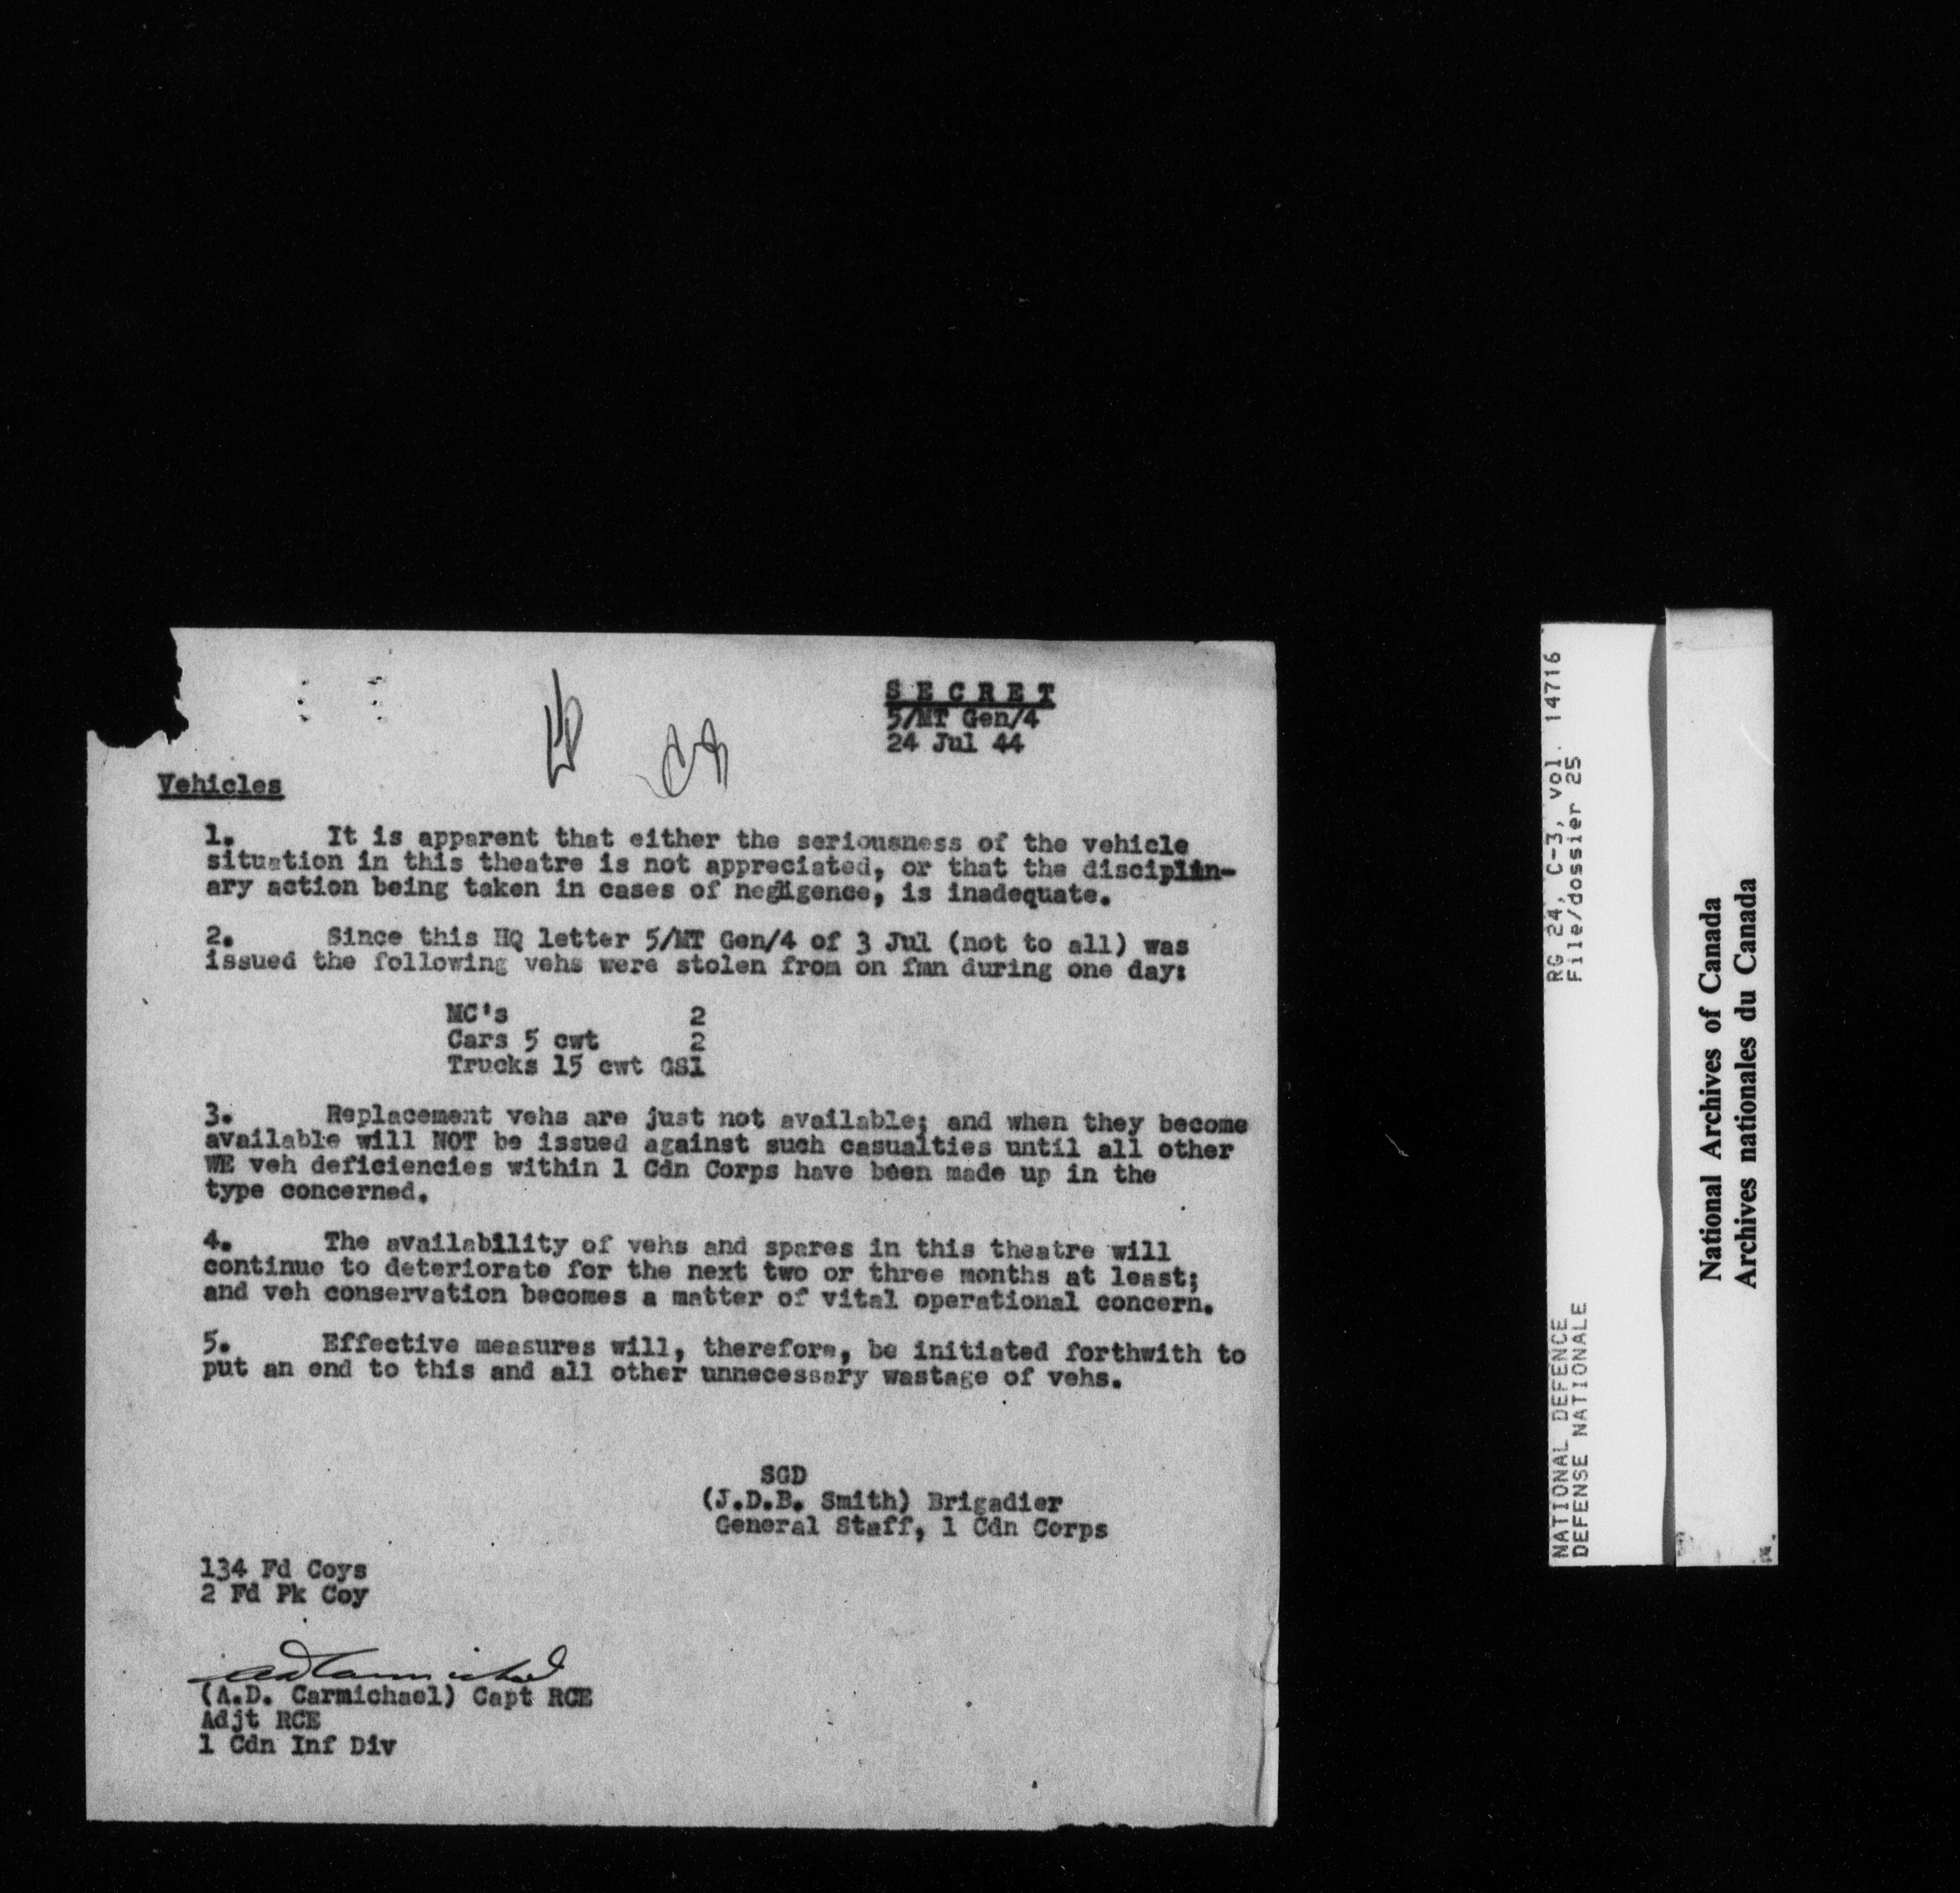 SECRET
5/MT Gen/4
24 Jul 44
Vehicles
1. It is apparent that either the seriousness of the vehicle
situation in this theatre is not appreciated, or that the disciplin-
ary action being taken in cases of negligence, is inadequate.
2. Since this HQ letter 5/MT Gen/4 of 3 Jul (not to all) was
issued the following vehs were stolen from on fmn during one day:
MC's 2
Cars 5 cwt 2
Trucks 15 cwt GS1
3. Replacement vehs are just not available; and when they become
available will NOT be issued against such casualties until all other
WE veh deficiencies within 1 Cdn Corps have been made up in the
type concerned.
4. The availability of vehs and spares in this theatre will
continue to deteriorate for the next two or three months at least;
and veh conservation becomes a matter of vital operational concern.
5. Effective measures will, therefore, be initiated forthwith to
put an end to this and all other unnecessary wastage of vehs.
SGD
(J.D.B. Smith) Brigadier
General Staff, 1 Cdn Corps
134 Fd Coys
2 Fd Pk Coy
ADCarmichael
(A.D. Carmichael) Capt RCE
Adjt RCE
1 Cdn Inf Div
NATIONAL DEFENCE RG 24, C-3, vol. 14716
DEFENSE NATIONALE File/dossier 25
National Archives of Canada
Archives nationales du Canada